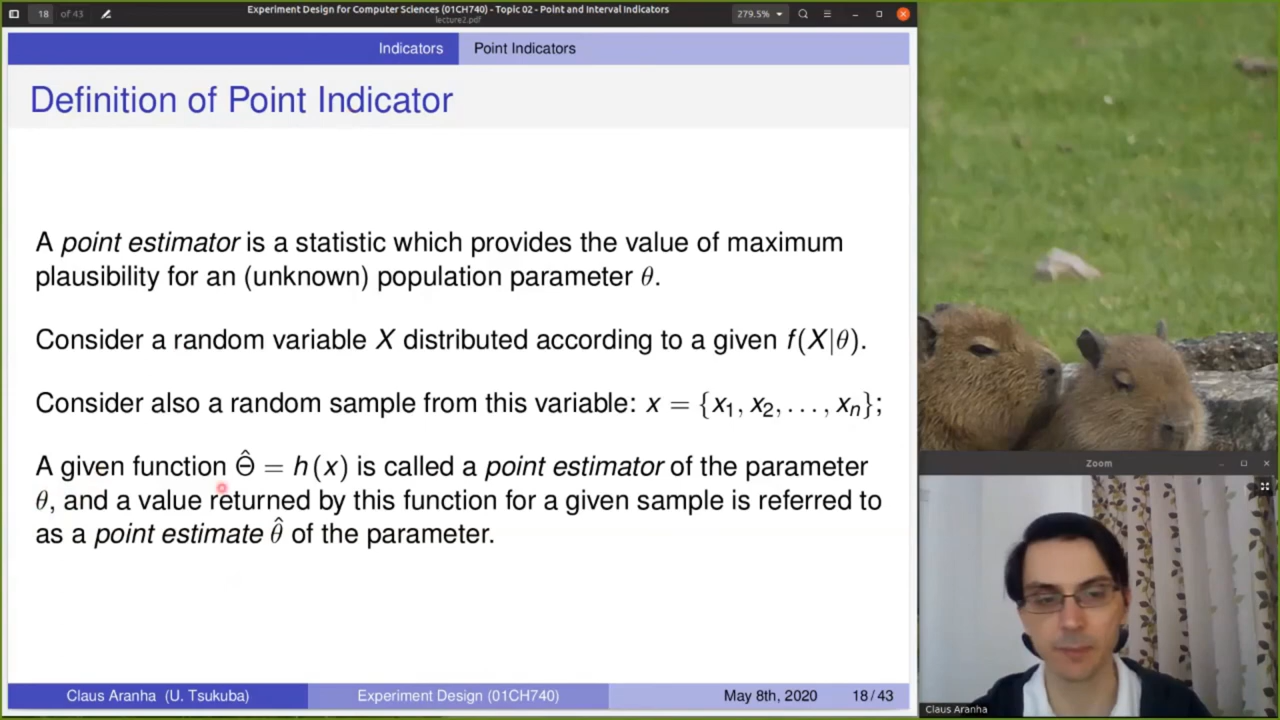 18 of 43
Experiment Design for Computer Sciences (01CH740) - Topic 02 - Point and Interval Indicators
lecture2.pdf
279.5%
Indicators Point Indicators
Definition of Point Indicator
A point estimator is a statistic which provides the value of maximum
plausibility for an (unknown) population parameter θ.
Consider a random variable X distributed according to a given f(X|θ).
Consider also a random sample from this variable: x = {x₁, x₂, . . . , xₙ};
A given function Θ̂ = h(x) is called a point estimator of the parameter
θ, and a value returned by this function for a given sample is referred to
as a point estimate θ̂ of the parameter.
Claus Aranha (U. Tsukuba) Experiment Design (01CH740) May 8th, 2020 18 / 43
Zoom
Claus Aranha